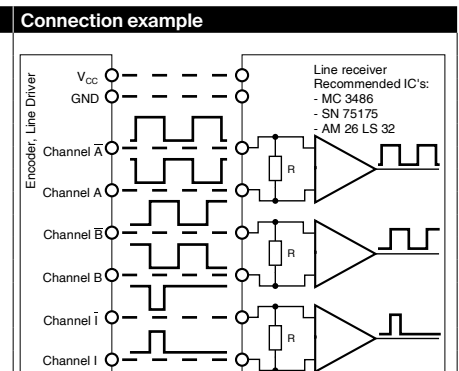 Connection example
Encoder, Line Driver
V_CC
GND
Channel A̅
Channel A
Channel B̅
Channel B
Channel I̅
Channel I
Line receiver
Recommended IC's:
- MC 3486
- SN 75175
- AM 26 LS 32
R
R
R